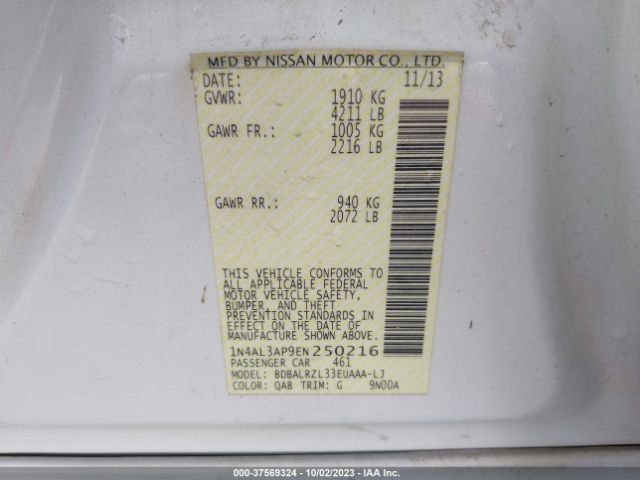 MFD BY NISSAN MOTOR CO., LTD.
DATE: 11/13
GVWR: 1910 KG
4211 LB
GAWR FR.: 1005 KG
2216 LB
GAWR RR.: 940 KG
2072 LB
THIS VEHICLE CONFORMS TO
ALL APPLICABLE FEDERAL
MOTOR VEHICLE SAFETY,
BUMPER, AND THEFT
PREVENTION STANDARDS IN
EFFECT ON THE DATE OF
MANUFACTURE SHOWN ABOVE
1N4AL3AP9EN250216
PASSENGER CAR 461
MODEL: BDBALRZL33EUAAA-LJ
COLOR: QAB TRIM: G 9N00A
000-37569324 | 10/02/2023 | IAA Inc.